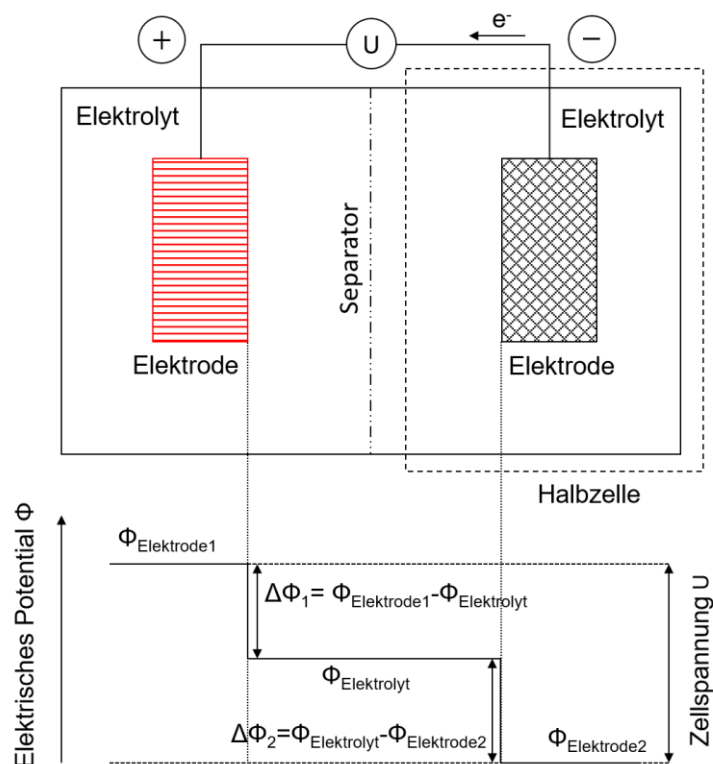 e-
+
U
−
Elektrolyt
Elektrolyt
Separator
Elektrode
Elektrode
Halbzelle
Elektrisches Potential Φ
ΦElektrode1
ΔΦ1= ΦElektrode1-ΦElektrolyt
Zellspannung U
ΦElektrolyt
ΔΦ2=ΦElektrolyt-ΦElektrode2
ΦElektrode2